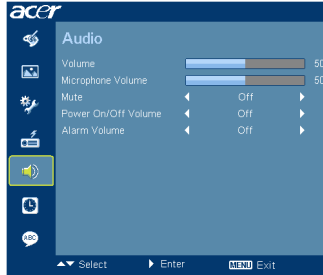 acer
Audio
Volume 50
Microphone Volume 50
Mute Off
Power On/Off Volume Off
Alarm Volume Off
ABC
Select Enter MENU Exit